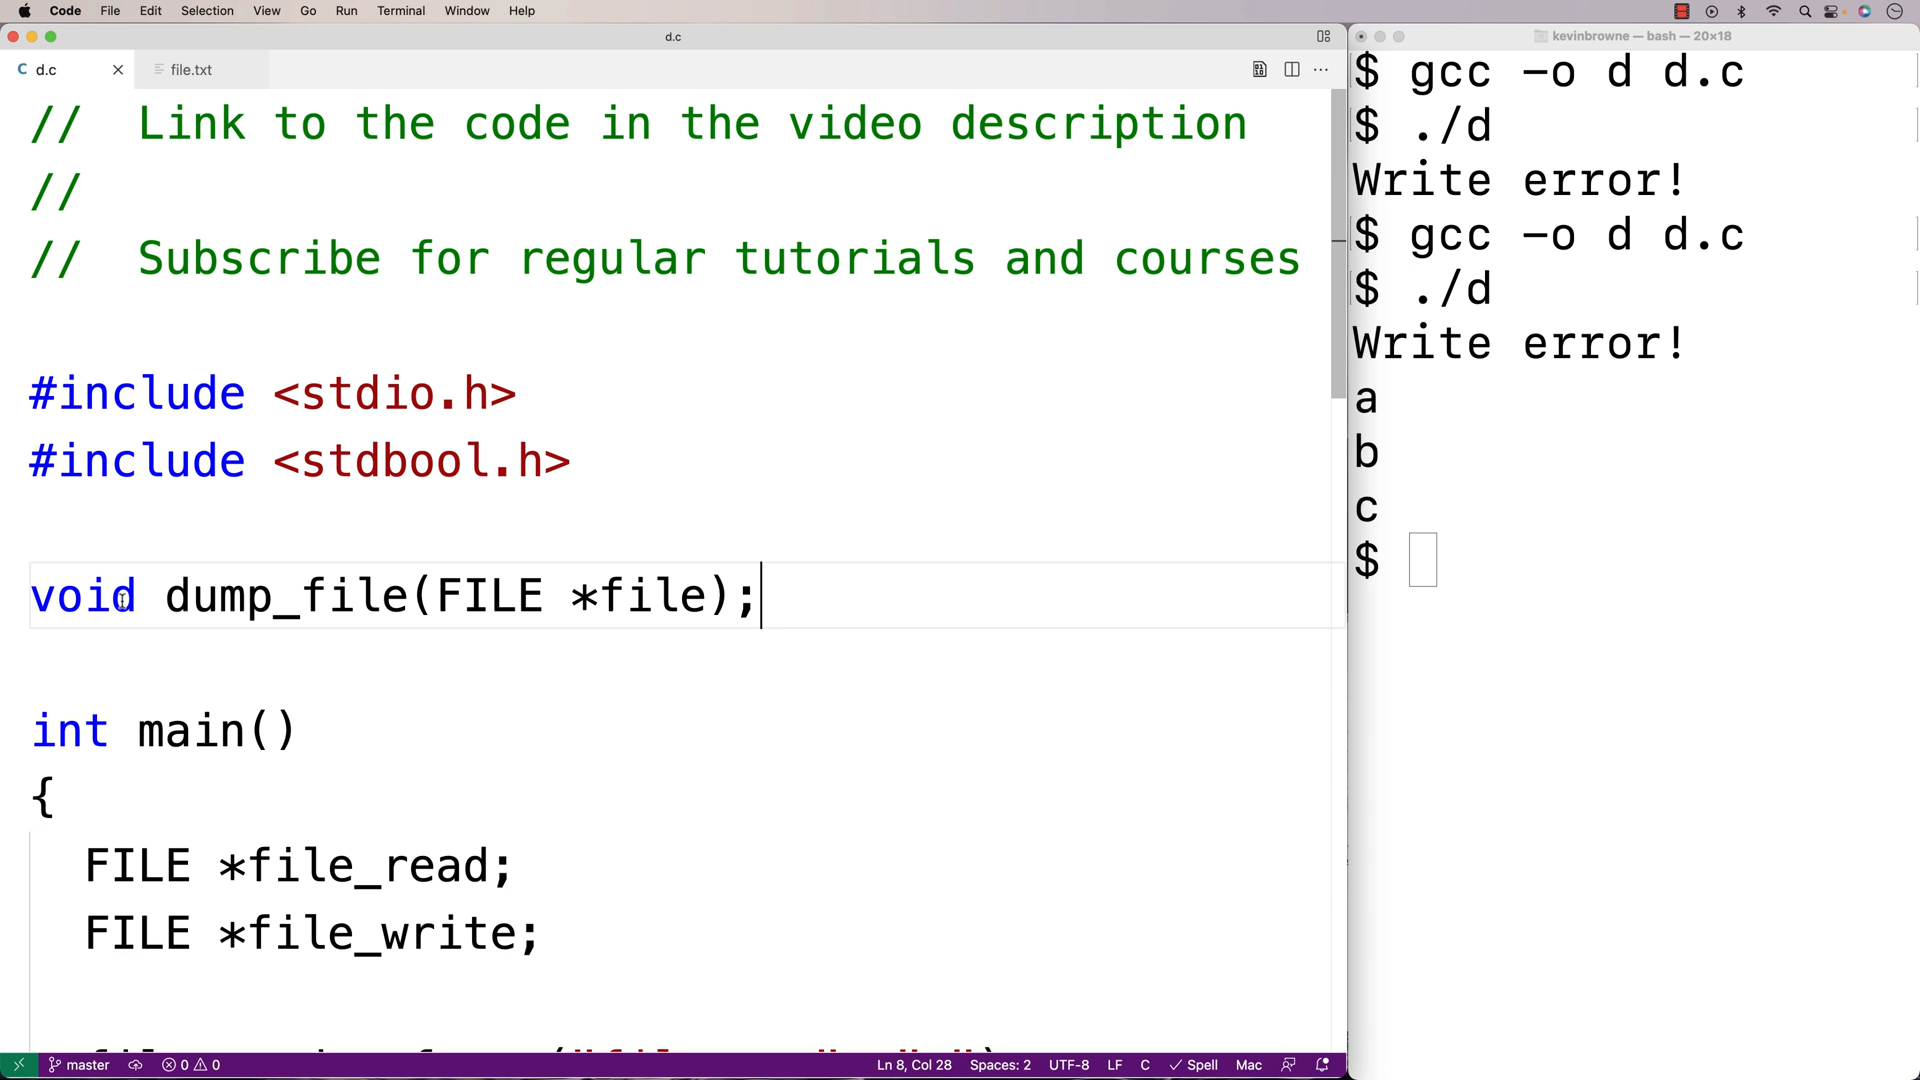 Code File Edit Selection View Go Run Terminal Window Help
d.c
d.c file.txt
// Link to the code in the video description
//
// Subscribe for regular tutorials and courses
#include <stdio.h>
#include <stdbool.h>
void dump_file(FILE *file);
int main()
{
FILE *file_read;
FILE *file_write;
master 0 0 Ln 8, Col 28 Spaces: 2 UTF-8 LF C Spell Mac
kevinbrowne — bash — 20×18
$ gcc -o d d.c
$ ./d
Write error!
$ gcc -o d d.c
$ ./d
Write error!
a
b
c
$